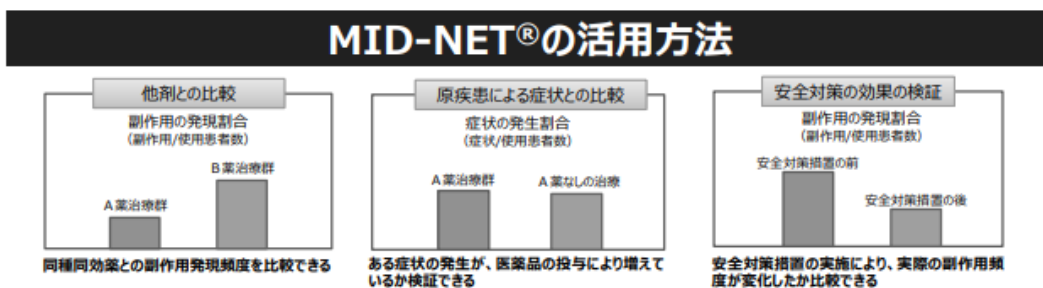 MID-NET®の活用方法
他剤との比較
副作用の発現割合
(副作用/使用患者数)
B薬治療群
A薬治療群
同種同効薬との副作用発現頻度を比較できる
原疾患による症状との比較
症状の発生割合
(症状/使用患者数)
A薬治療群
A薬なしの治療
ある症状の発生が、医薬品の投与により増えて
いるか検証できる
安全対策の効果の検証
副作用の発現割合
(副作用/使用患者数)
安全対策措置の前
安全対策措置の後
安全対策措置の実施により、実際の副作用頻
度が変化したか比較できる